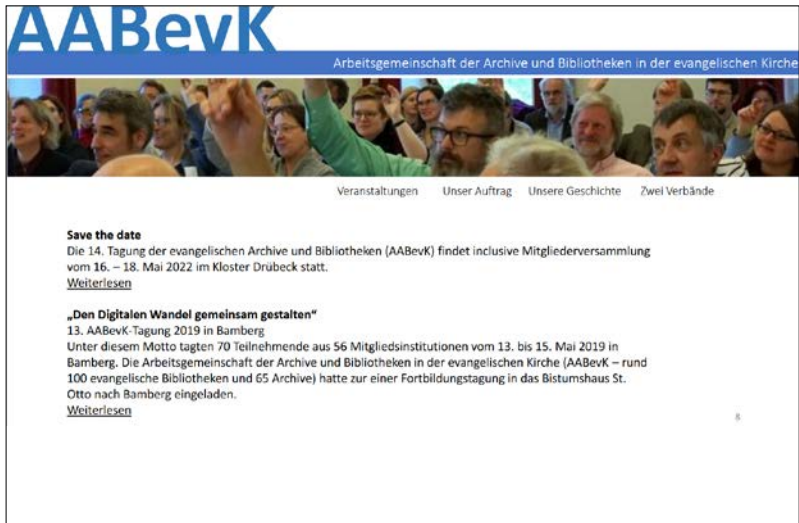 AABevK
Arbeitsgemeinschaft der Archive und Bibliotheken in der evangelischen Kirche
Veranstaltungen Unser Auftrag Unsere Geschichte Zwei Verbände
Save the date
Die 14. Tagung der evangelischen Archive und Bibliotheken (AABevK) findet inclusive Mitgliederversammlung
vom 16. – 18. Mai 2022 im Kloster Drübeck statt.
Weiterlesen
„Den Digitalen Wandel gemeinsam gestalten“
13. AABevK-Tagung 2019 in Bamberg
Unter diesem Motto tagten 70 Teilnehmende aus 56 Mitgliedsinstitutionen vom 13. bis 15. Mai 2019 in
Bamberg. Die Arbeitsgemeinschaft der Archive und Bibliotheken in der evangelischen Kirche (AABevK – rund
100 evangelische Bibliotheken und 65 Archive) hatte zur einer Fortbildungstagung in das Bistumshaus St.
Otto nach Bamberg eingeladen.
Weiterlesen
8